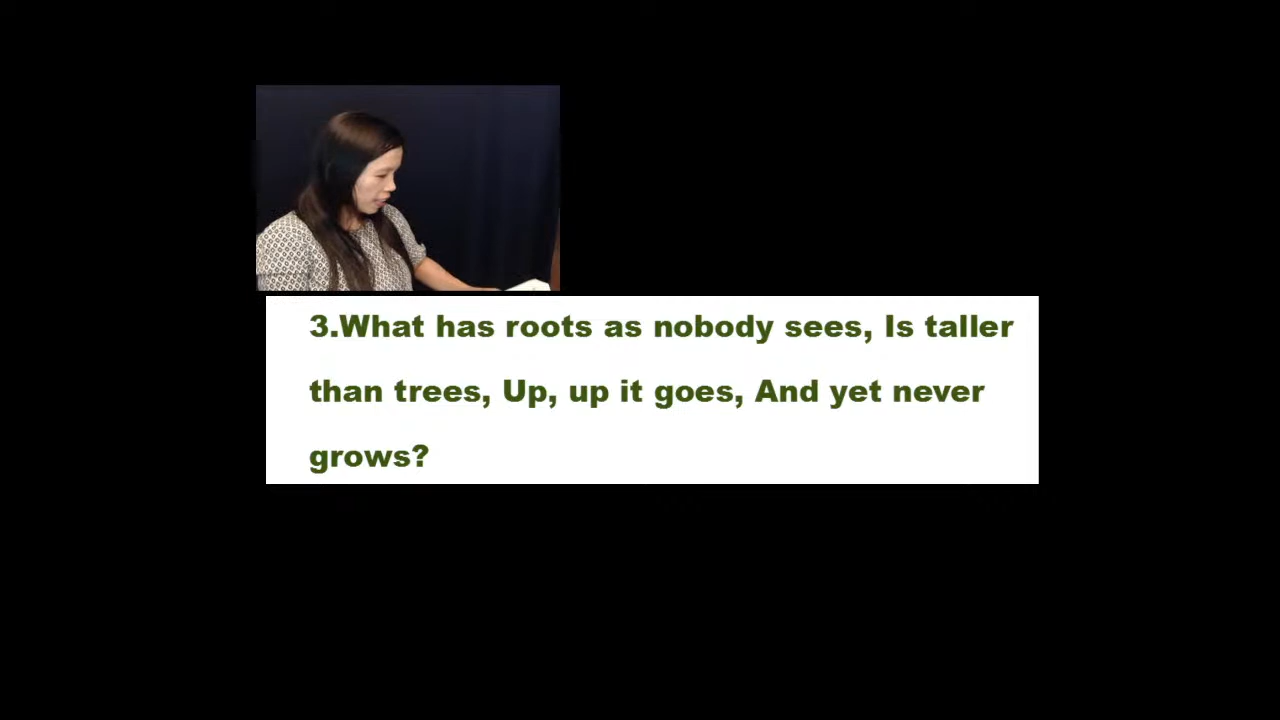 3.What has roots as nobody sees, Is taller
than trees, Up, up it goes, And yet never
grows?